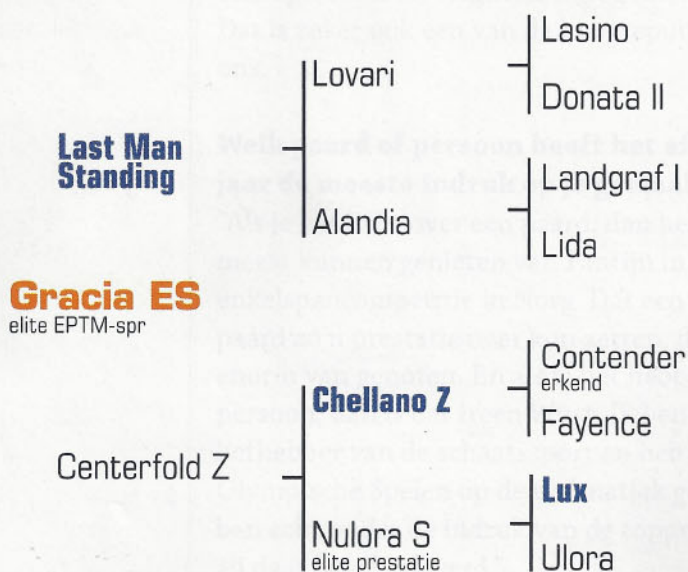 Lasino
Lovari
Donata II
Last Man
Standing
Landgraf I
Alandia
Lida
Gracia ES
elite EPTM-spr
Contender
erkend
Chellano Z
Fayence
Centerfold Z
Lux
Nulora S
elite prestatie
Ulora